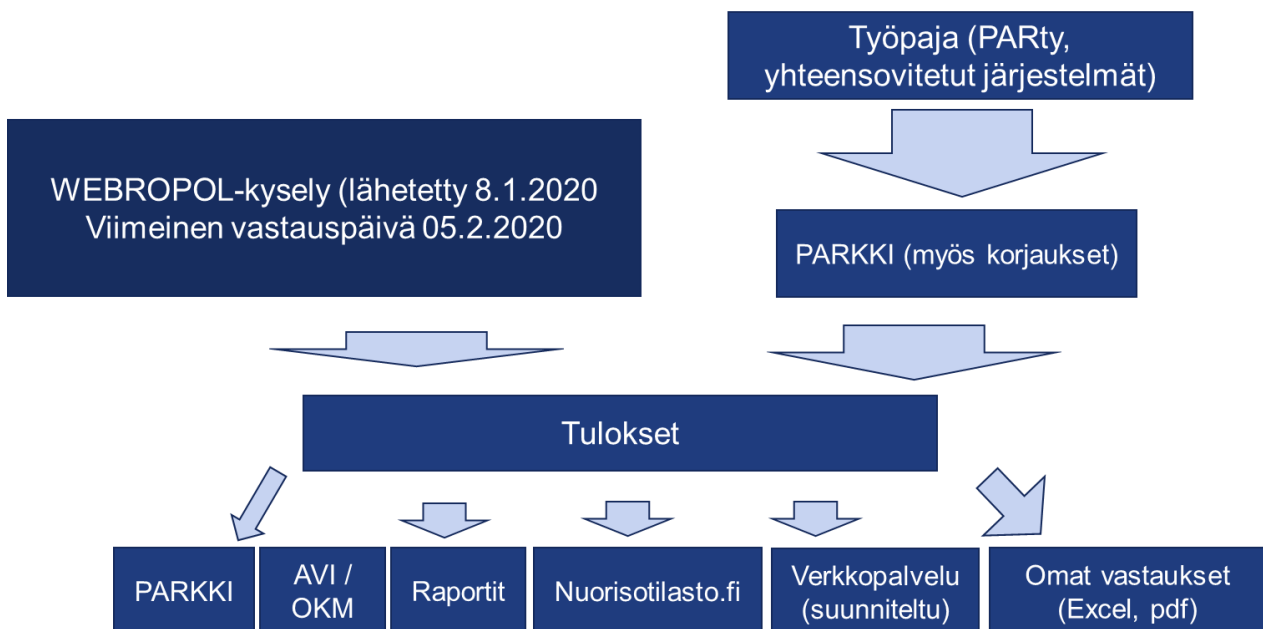 Työpaja (PARty,
yhteensovitetut järjestelmät)
WEBROPOL-kysely (lähetetty 8.1.2020
Viimeinen vastauspäivä 05.2.2020
PARKKI (myös korjaukset)
Tulokset
PARKKI
AVI /
OKM
Raportit
Nuorisotilasto.fi
Verkkopalvelu
(suunniteltu)
Omat vastaukset
(Excel, pdf)